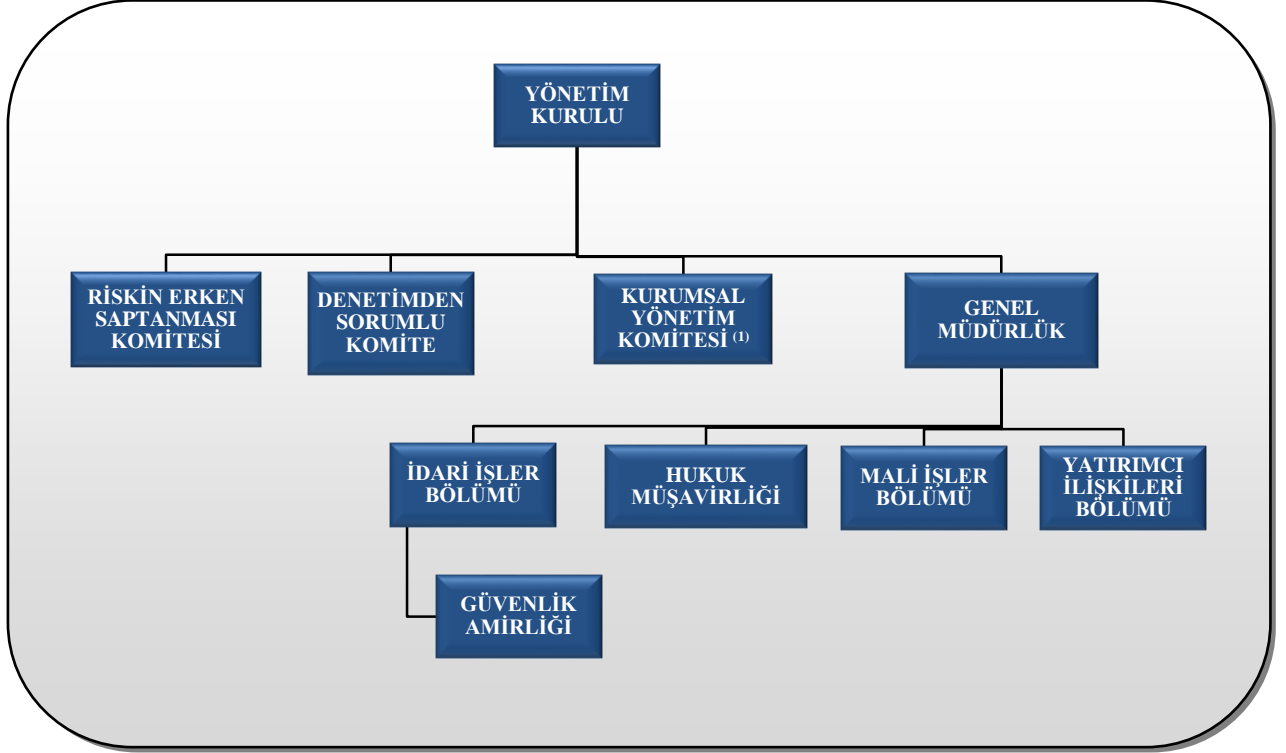 YÖNETİM
KURULU
RİSKİN ERKEN
SAPTANMASI
KOMİTESİ
DENETİMDEN
SORUMLU
KOMİTE
KURUMSAL
YÖNETİM
KOMİTESİ (1)
GENEL
MÜDÜRLÜK
İDARİ İŞLER
BÖLÜMÜ
HUKUK
MÜŞAVİRLİĞİ
MALİ İŞLER
BÖLÜMÜ
YATIRIMCI
İLİŞKİLERİ
BÖLÜMÜ
GÜVENLİK
AMİRLİĞİ